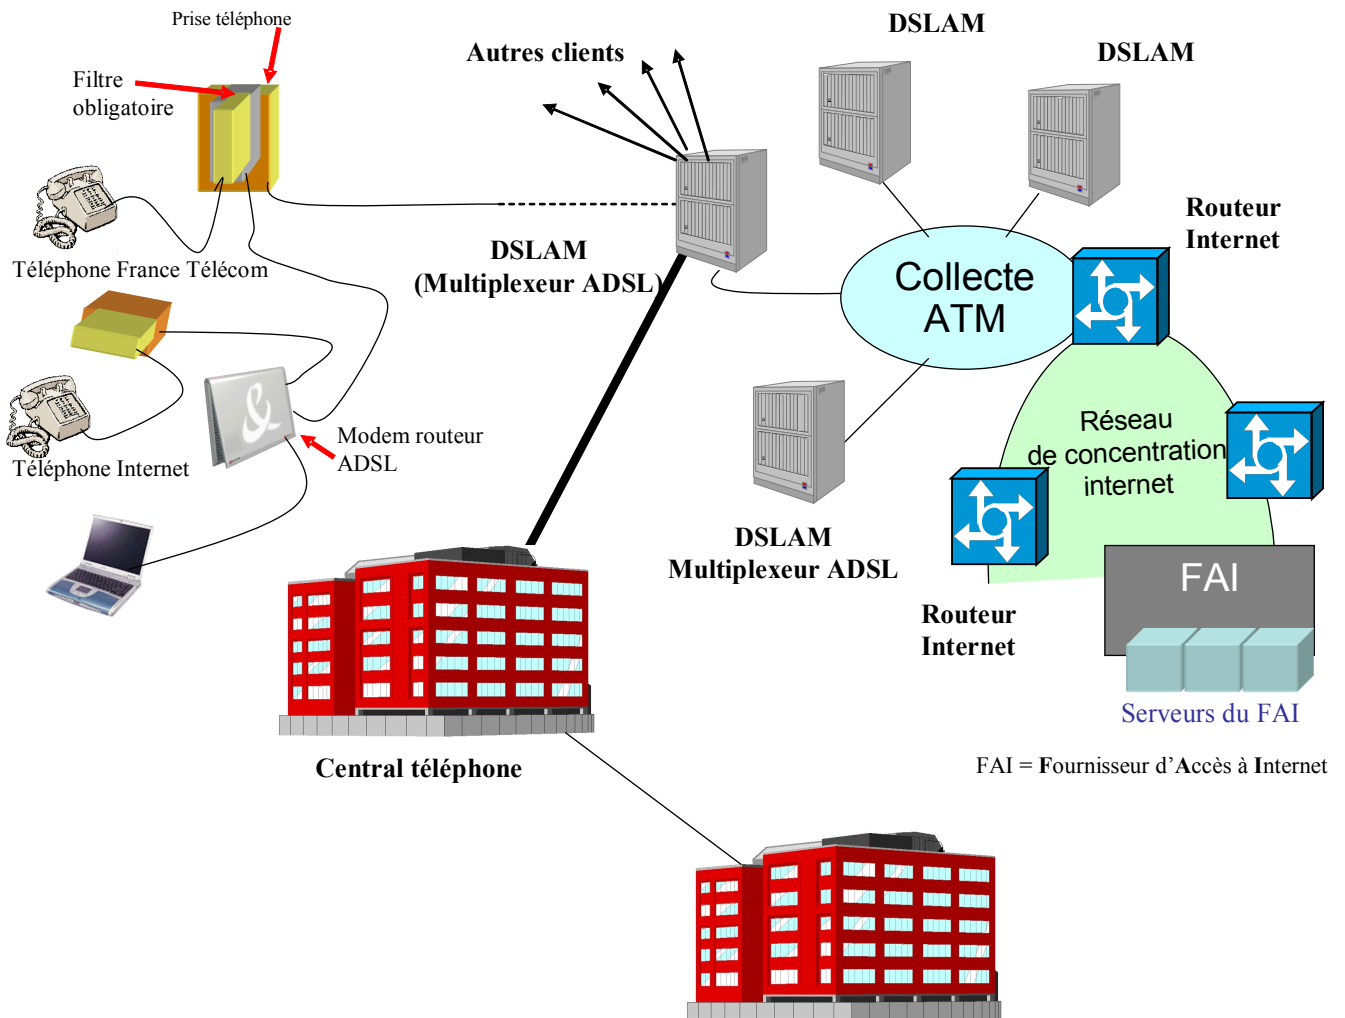 Prise téléphone
DSLAM
Autres clients
DSLAM
Filtre
obligatoire
Routeur
Internet
DSLAM
(Multiplexeur ADSL)
Téléphone France Télécom
Collecte
ATM
&
Modem routeur
ADSL
Téléphone Internet
Réseau
de concentration
internet
DSLAM
Multiplexeur ADSL
FAI
Routeur
Internet
Serveurs du FAI
Central téléphone
FAI = Fournisseur d'Accès à Internet